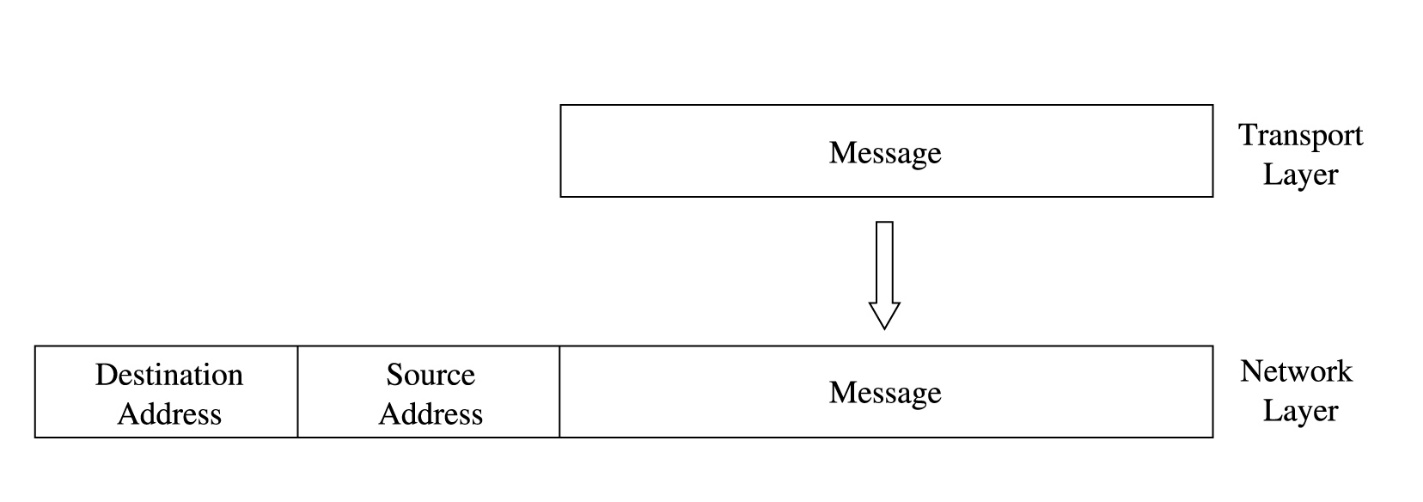 Message
Transport
Layer
Destination
Address
Source
Address
Message
Network
Layer